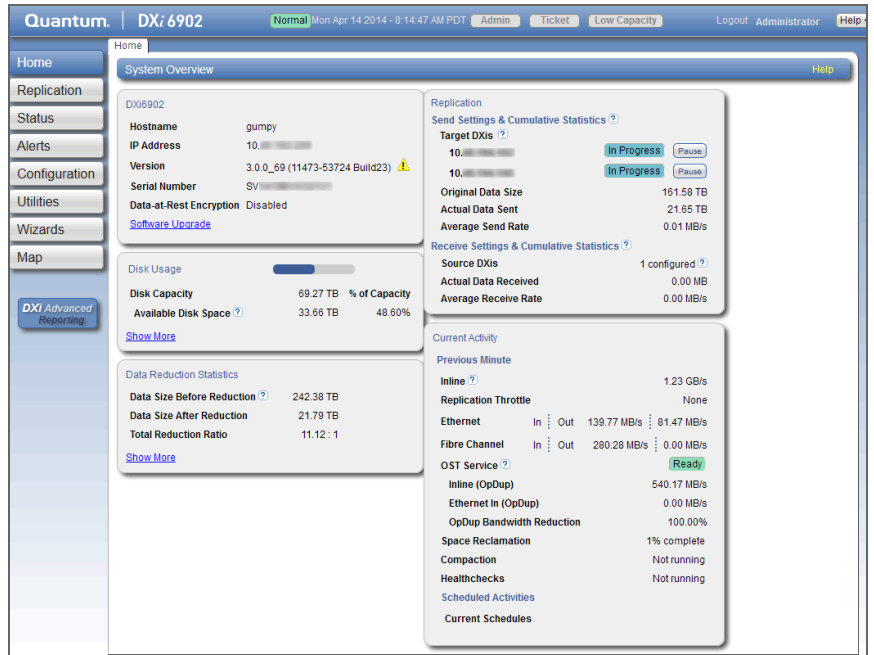 Quantum. DXi 6902 Normal Mon Apr 14 2014 - 8:14:47 AM PDT Admin Ticket Low Capacity Logout Administrator Help
Home
Home
Replication
Status
Alerts
Configuration
Utilities
Wizards
Map
DXi Advanced
Reporting
System Overview Help
DXi6902
Hostname gumpy
IP Address 10.
Version 3.0.0_69 (11473-53724 Build23)
Serial Number SV
Data-at-Rest Encryption Disabled
Software Upgrade
Disk Usage
Disk Capacity 69.27 TB % of Capacity
Available Disk Space ? 33.66 TB 48.60%
Show More
Data Reduction Statistics
Data Size Before Reduction ? 242.38 TB
Data Size After Reduction 21.79 TB
Total Reduction Ratio 11.12 : 1
Show More
Replication
Send Settings & Cumulative Statistics ?
Target DXis ?
10. In Progress Pause
10. In Progress Pause
Original Data Size 161.58 TB
Actual Data Sent 21.65 TB
Average Send Rate 0.01 MB/s
Receive Settings & Cumulative Statistics ?
Source DXis 1 configured ?
Actual Data Received 0.00 MB
Average Receive Rate 0.00 MB/s
Current Activity
Previous Minute
Inline ? 1.23 GB/s
Replication Throttle None
Ethernet In Out 139.77 MB/s 81.47 MB/s
Fibre Channel In Out 280.28 MB/s 0.00 MB/s
OST Service ? Ready
Inline (OpDup) 540.17 MB/s
Ethernet In (OpDup) 0.00 MB/s
OpDup Bandwidth Reduction 100.00%
Space Reclamation 1% complete
Compaction Not running
Healthchecks Not running
Scheduled Activities
Current Schedules